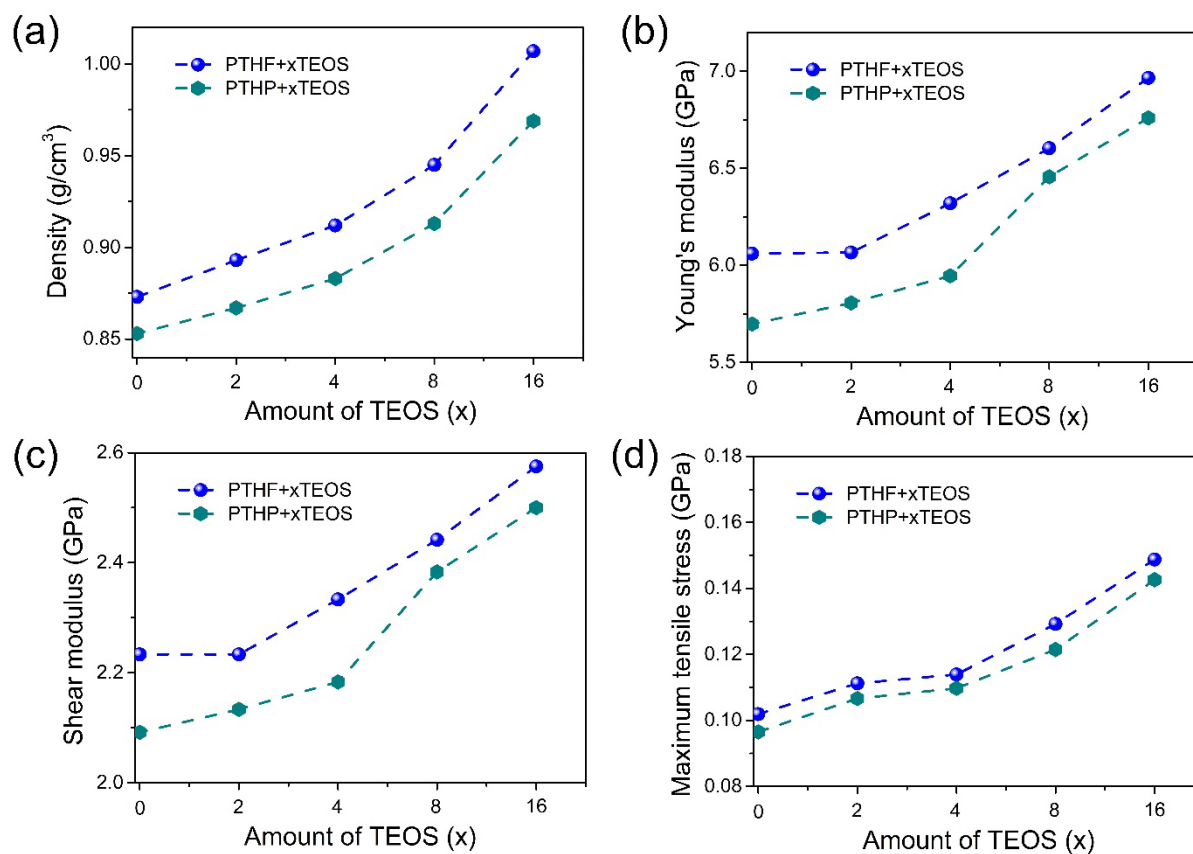 (a)
PTHF+xTEOS
PTHP+xTEOS
Density (g/cm³)
1.00
0.95
0.90
0.85
0 2 4 8 16
Amount of TEOS (x)
(b)
PTHF+xTEOS
PTHP+xTEOS
Young's modulus (GPa)
7.0
6.5
6.0
5.5
0 2 4 8 16
Amount of TEOS (x)
(c)
PTHF+xTEOS
PTHP+xTEOS
Shear modulus (GPa)
2.6
2.4
2.2
2.0
0 2 4 8 16
Amount of TEOS (x)
(d)
PTHF+xTEOS
PTHP+xTEOS
Maximum tensile stress (GPa)
0.18
0.16
0.14
0.12
0.10
0.08
0 2 4 8 16
Amount of TEOS (x)